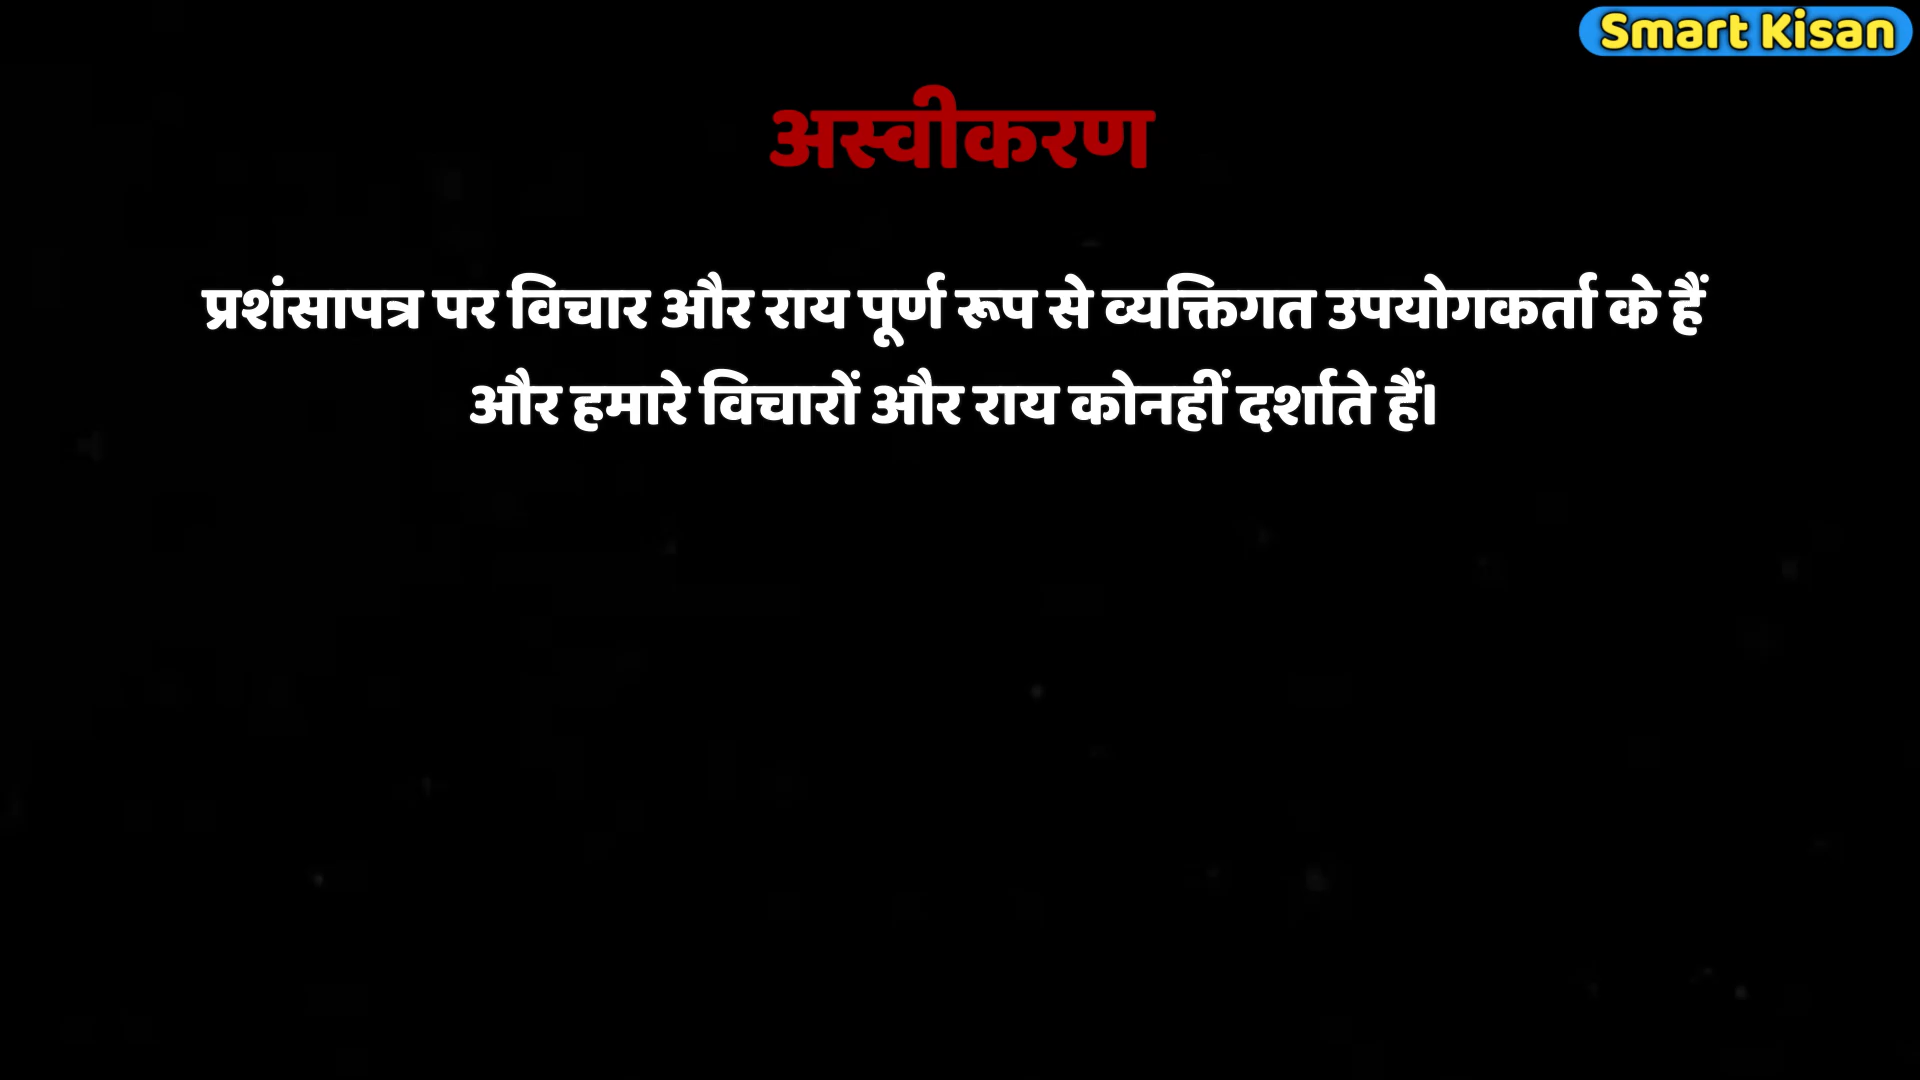 Smart Kisan
अस्वीकरण
प्रशंसापत्र पर विचार और राय पूर्ण रूप से व्यक्तिगत उपयोगकर्ता के हैं
और हमारे विचारों और राय कोनहीं दर्शाते हैं।